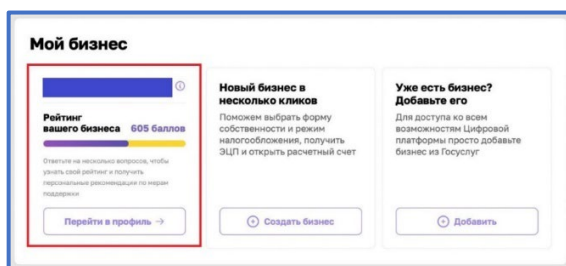 Мой бизнес
Рейтинг
вашего бизнеса 605 баллов
Ответьте на несколько вопросов, чтобы
узнать свой рейтинг и получить
персональные рекомендации по мерам
поддержки
Перейти в профиль →
Новый бизнес в
несколько кликов
Поможем выбрать форму
собственности и режим
налогообложения, получить
ЭЦП и открыть расчетный счет
Создать бизнес
Уже есть бизнес?
Добавьте его
Для доступа ко всем
возможностям Цифровой
платформы просто добавьте
бизнес из Госуслуг
Добавить